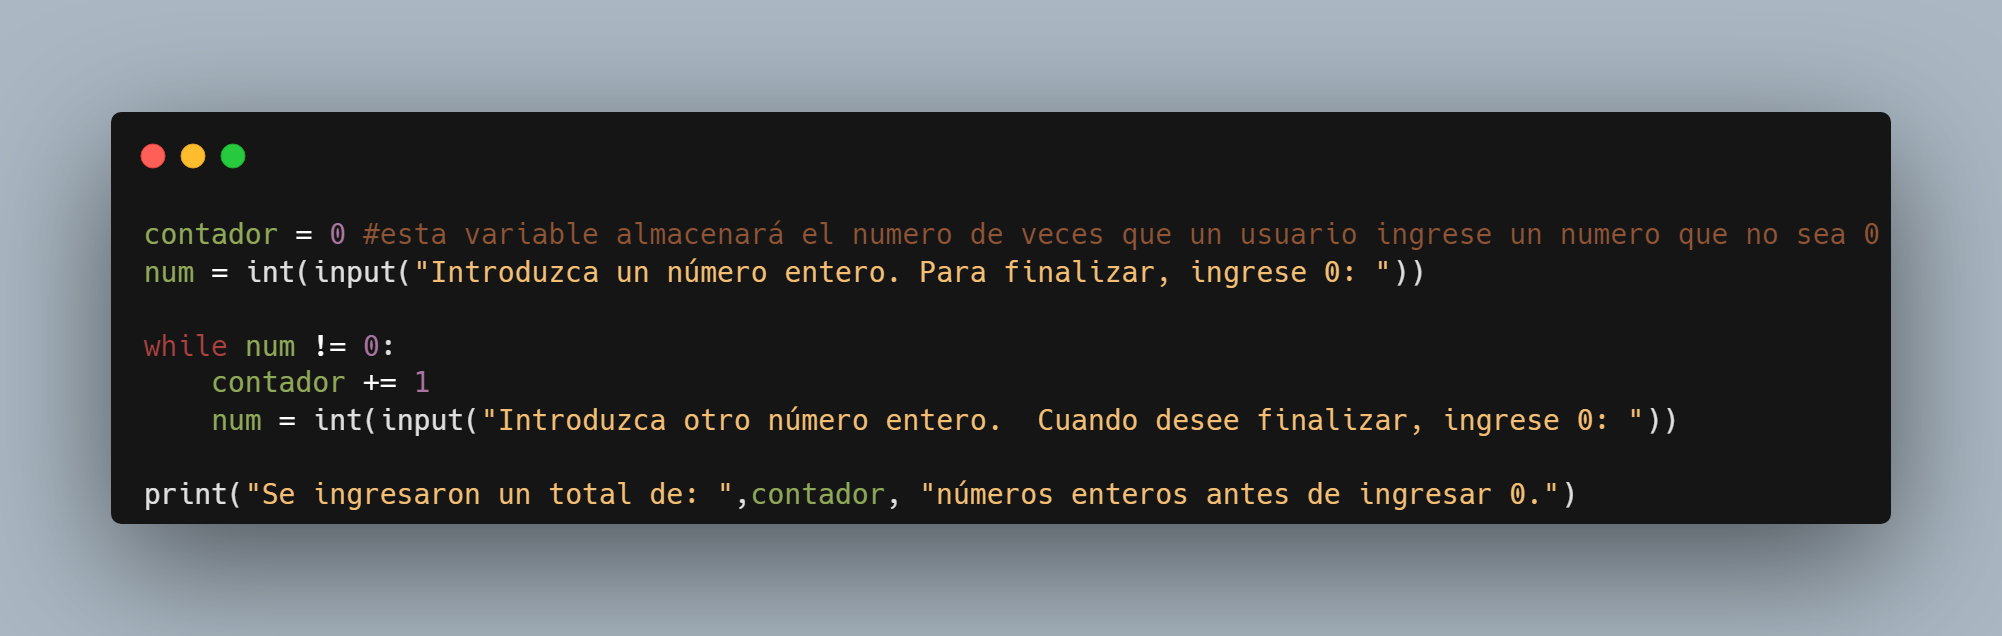 contador = 0 #esta variable almacenará el numero de veces que un usuario ingrese un numero que no sea 0
num = int(input("Introduzca un número entero. Para finalizar, ingrese 0: "))
while num != 0:
    contador += 1
    num = int(input("Introduzca otro número entero.  Cuando desee finalizar, ingrese 0: "))
print("Se ingresaron un total de: ",contador, "números enteros antes de ingresar 0.")